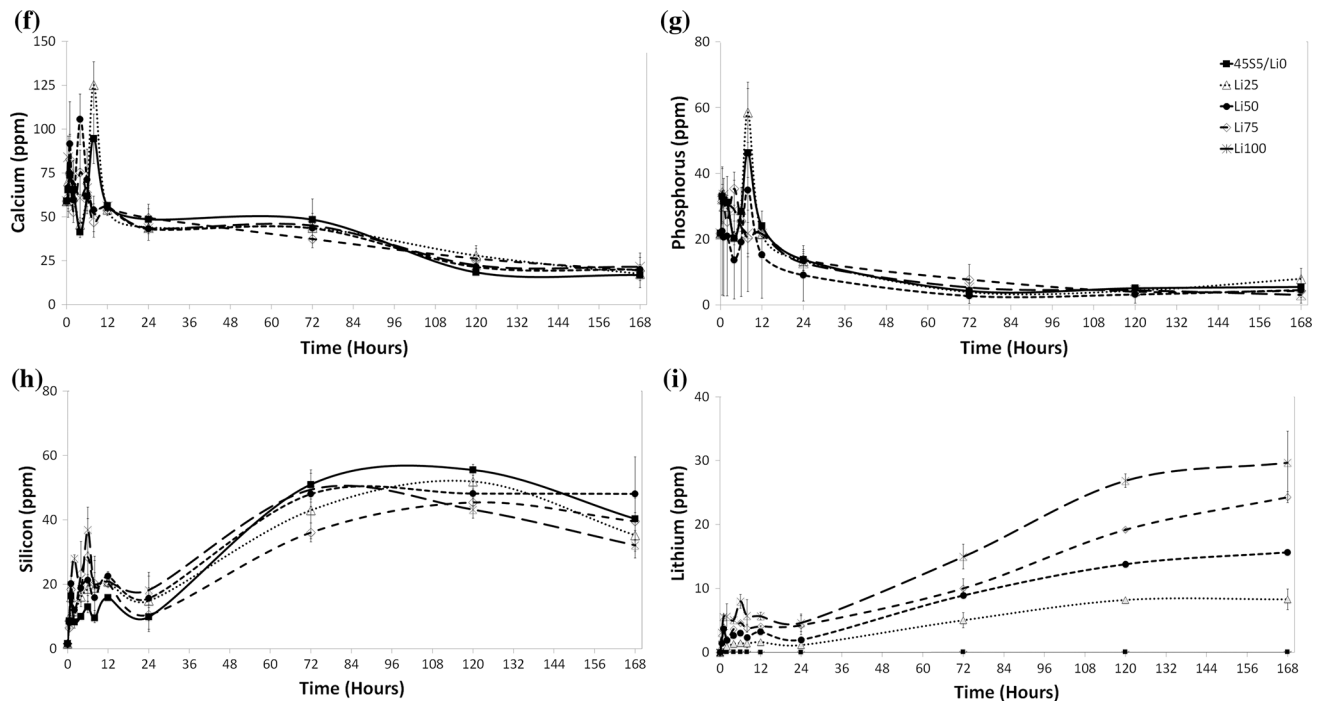 (f)
150
125
100
75
50
25
0
Calcium (ppm)
0 12 24 36 48 60 72 84 96 108 120 132 144 156 168
Time (Hours)
(g)
80
60
40
20
0
Phosphorus (ppm)
45S5/Li0
Li25
Li50
Li75
Li100
0 12 24 36 48 60 72 84 96 108 120 132 144 156 168
Time (Hours)
(h)
80
60
40
20
0
Silicon (ppm)
0 12 24 36 48 60 72 84 96 108 120 132 144 156 168
Time (Hours)
(i)
40
30
20
10
0
Lithium (ppm)
0 12 24 36 48 60 72 84 96 108 120 132 144 156 168
Time (Hours)